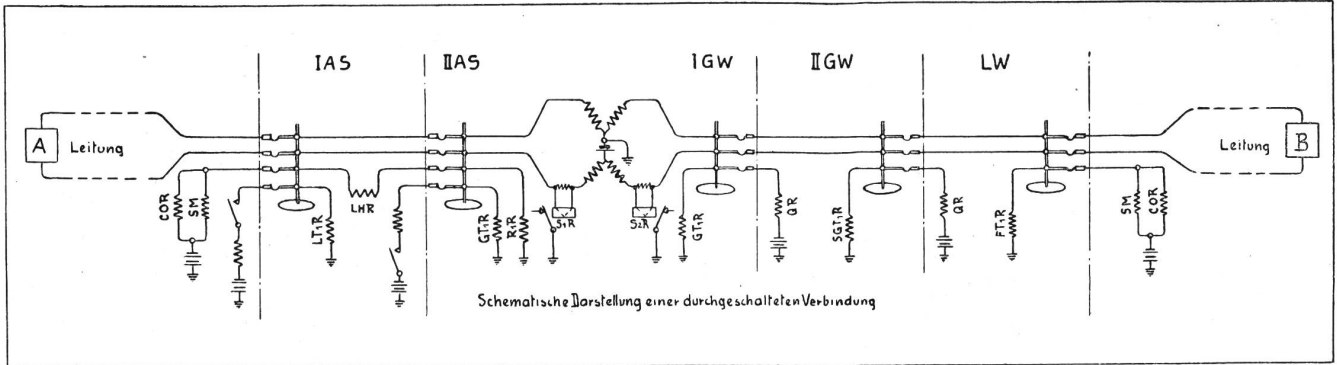 IAS
IIAS
IGW
IIGW
LW
A
Leitung
Leitung
B
COR
SM
LT₁R
LHR
GT₁R
R₁R
S₁R
S₂R
GT₁R
QR
SGT₁R
QR
FT₁R
SM
COR
Schematische Darstellung einer durchgeschalteten Verbindung